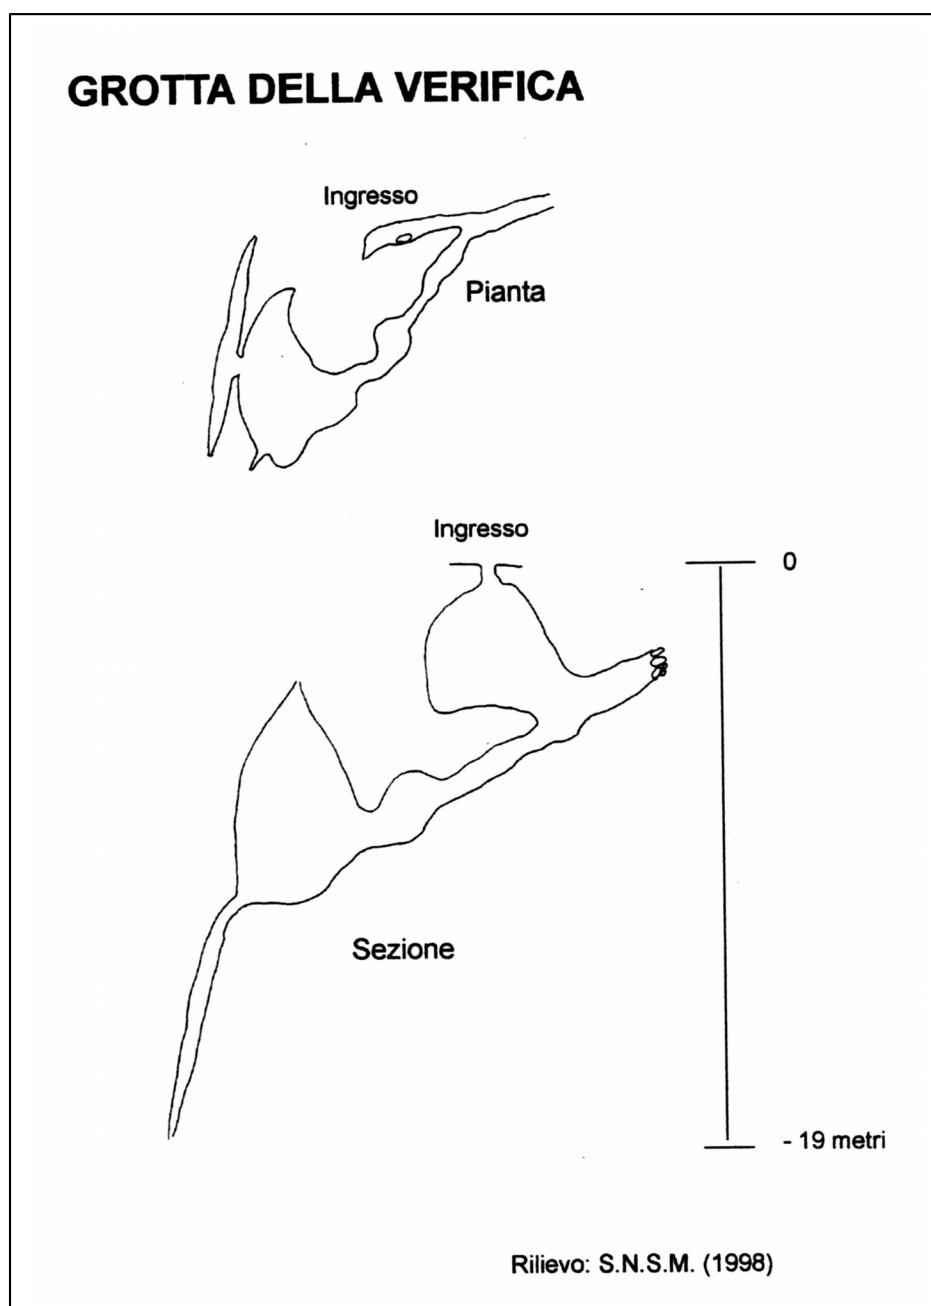 GROTTA DELLA VERIFICA
Ingresso
Pianta
Ingresso
0
Sezione
- 19 metri
Rilievo: S.N.S.M. (1998)